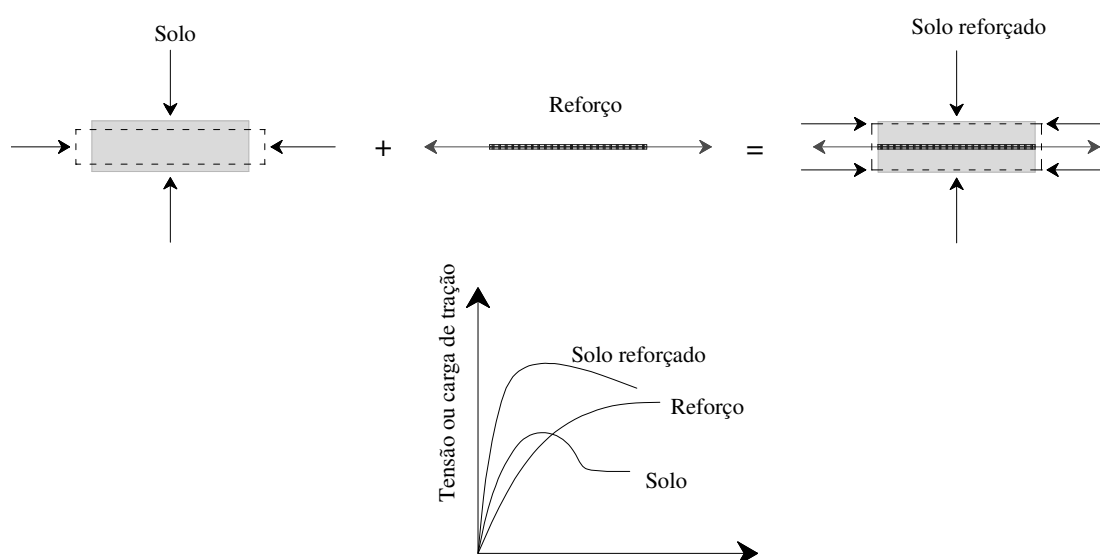 Solo
Reforço
Solo reforçado
+
=
Tensão ou carga de tração
Solo reforçado
Reforço
Solo